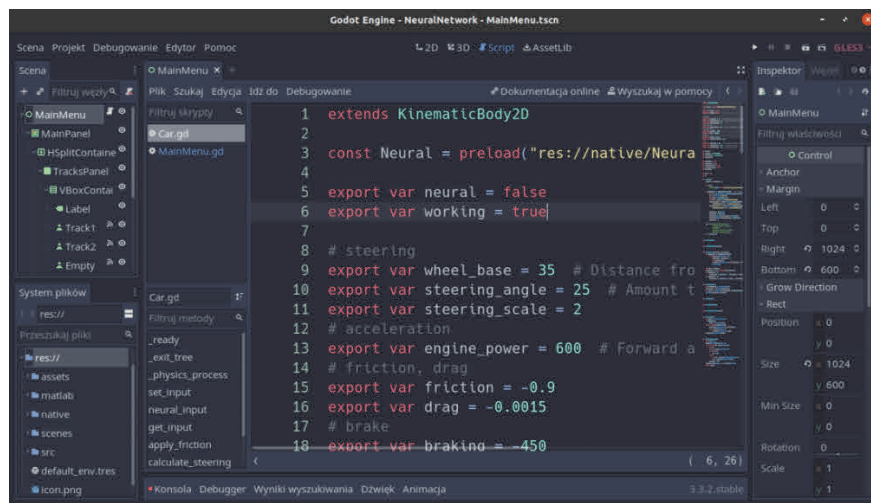 Godot Engine - NeuralNetwork - MainMenu.tscn
Scena Projekt Debugowanie Edytor Pomoc
2D 3D Script AssetLib
GLES3
Scena
+ Filtruj węzły
MainMenu
MainPanel
HSplitContaine
TracksPanel
VBoxContai
Label
Track1
Track2
Empty
System plików
res://
Przeszukaj pliki
res://
assets
matlab
native
scenes
src
default_env.tres
icon.png
MainMenu × +
Plik Szukaj Edycja Idź do Debugowanie
Dokumentacja online Wyszukaj w pomocy
Filtruj skrypty
Car.gd
MainMenu.gd
Car.gd
Filtruj metody
_ready
_exit_tree
_physics_process
set_input
neural_input
get_input
apply_friction
calculate_steering
1 extends KinematicBody2D
2
3 const Neural = preload("res://native/Neura
4
5 export var neural = false
6 export var working = true
7
8 # steering
9 export var wheel_base = 35 # Distance fro
10 export var steering_angle = 25 # Amount t
11 export var steering_scale = 2
12 # acceleration
13 export var engine_power = 600 # Forward a
14 # friction, drag
15 export var friction = -0.9
16 export var drag = -0.0015
17 # brake
18 export var braking = -450
( 6, 26)
Konsola Debugger Wyniki wyszukiwania Dźwięk Animacja
3.3.2.stable
Inspektor Węzeł
MainMenu
Filtruj właściwości
Control
Anchor
Margin
Left 0
Top 0
Right 1024
Bottom 600
Grow Direction
Rect
Position x 0
y 0
Size x 1024
y 600
Min Size x 0
y 0
Rotation 0
Scale x 1
y 1